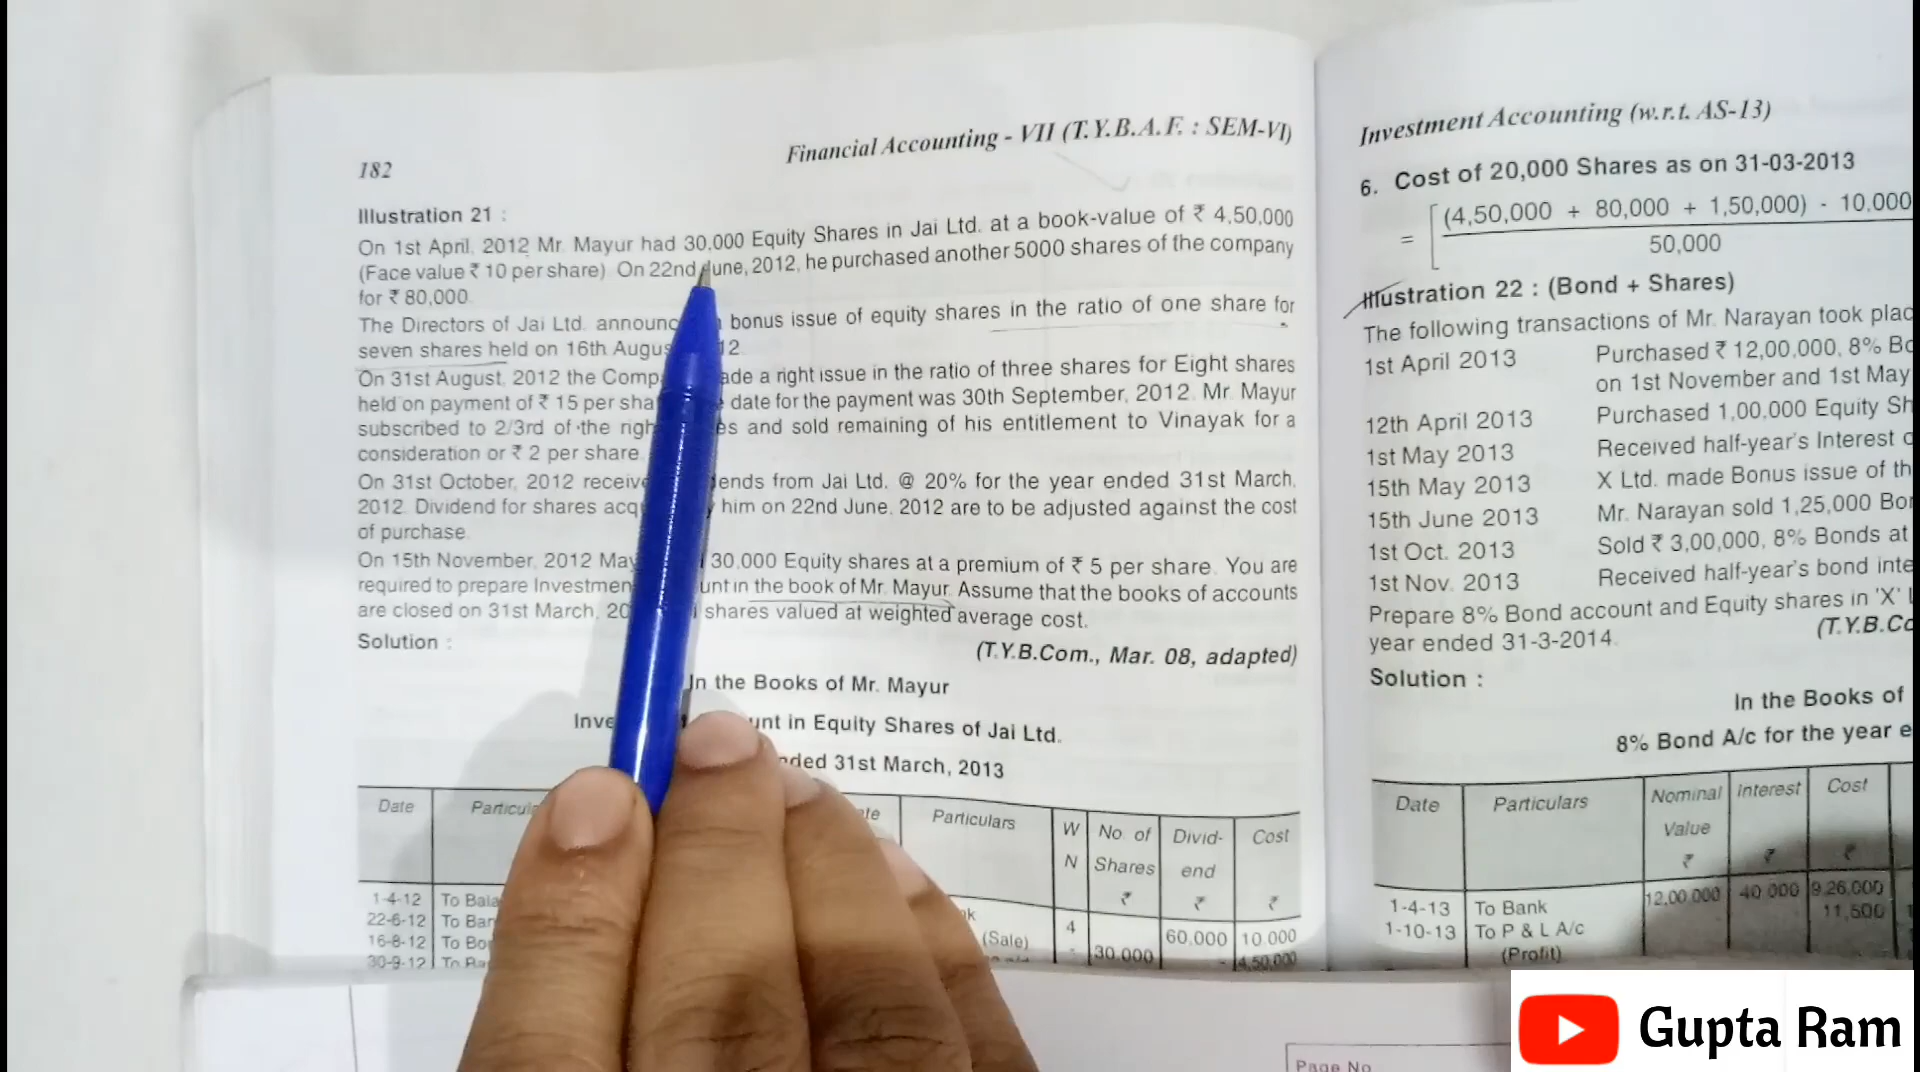 182
Financial Accounting - VII (T.Y.B.A.F. : SEM-VI)
Illustration 21 :
On 1st April, 2012 Mr. Mayur had 30,000 Equity Shares in Jai Ltd. at a book-value of ₹ 4,50,000
(Face value ₹ 10 per share) On 22nd June, 2012, he purchased another 5000 shares of the company
for ₹ 80,000.
The Directors of Jai Ltd. announc bonus issue of equity shares in the ratio of one share for
seven shares held on 16th Augus 12
On 31st August, 2012 the Comp ade a right issue in the ratio of three shares for Eight shares
held on payment of ₹ 15 per sha date for the payment was 30th September, 2012. Mr. Mayur
subscribed to 2/3rd of the righ es and sold remaining of his entitlement to Vinayak for a
consideration or ₹ 2 per share.
On 31st October, 2012 receive ends from Jai Ltd. @ 20% for the year ended 31st March,
2012. Dividend for shares acq him on 22nd June, 2012 are to be adjusted against the cost
of purchase.
On 15th November, 2012 May 30,000 Equity shares at a premium of ₹ 5 per share. You are
required to prepare Investmen unt in the book of Mr. Mayur. Assume that the books of accounts
are closed on 31st March, 20 shares valued at weighted average cost.
(T.Y.B.Com., Mar. 08, adapted)
Solution :
In the Books of Mr. Mayur
Inve unt in Equity Shares of Jai Ltd.
ded 31st March, 2013
Date Particul te Particulars W N No. of Shares ₹ Divid-end ₹ Cost ₹
1-4-12 To Bala
22-6-12 To Ban k 4 60,000 10,000
16-8-12 To Bo (Sale) - 30,000 - 4,50,000
30-9-12 To Ba
Investment Accounting (w.r.t. AS-13)
6. Cost of 20,000 Shares as on 31-03-2013
= [(4,50,000 + 80,000 + 1,50,000) - 10,000
50,000
Illustration 22 : (Bond + Shares)
The following transactions of Mr. Narayan took plac
1st April 2013 Purchased ₹ 12,00,000, 8% Bo
on 1st November and 1st May
12th April 2013 Purchased 1,00,000 Equity Sh
1st May 2013 Received half-year's Interest o
15th May 2013 X Ltd. made Bonus issue of th
15th June 2013 Mr. Narayan sold 1,25,000 Bon
1st Oct. 2013 Sold ₹ 3,00,000, 8% Bonds at
1st Nov. 2013 Received half-year's bond inte
Prepare 8% Bond account and Equity shares in 'X' L
year ended 31-3-2014.
(T.Y.B.Co
Solution :
In the Books of
8% Bond A/c for the year e
Date Particulars Nominal Value ₹ Interest ₹ Cost ₹
1-4-13 To Bank 12,00,000 40,000 9,26,000
1-10-13 To P & L A/c 11,500
(Profit)
Page No
Gupta Ram